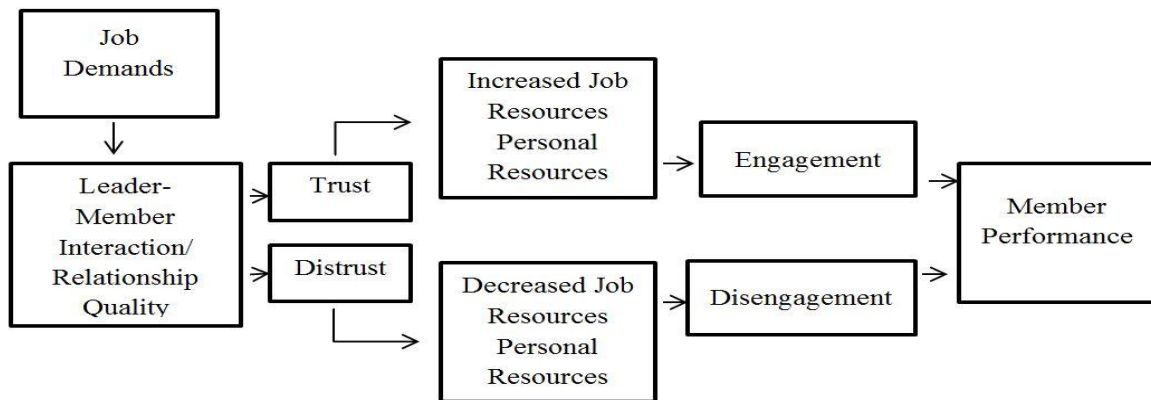 Job
Demands
Leader-
Member
Interaction/
Relationship
Quality
Trust
Distrust
Increased Job
Resources
Personal
Resources
Decreased Job
Resources
Personal
Resources
Engagement
Disengagement
Member
Performance